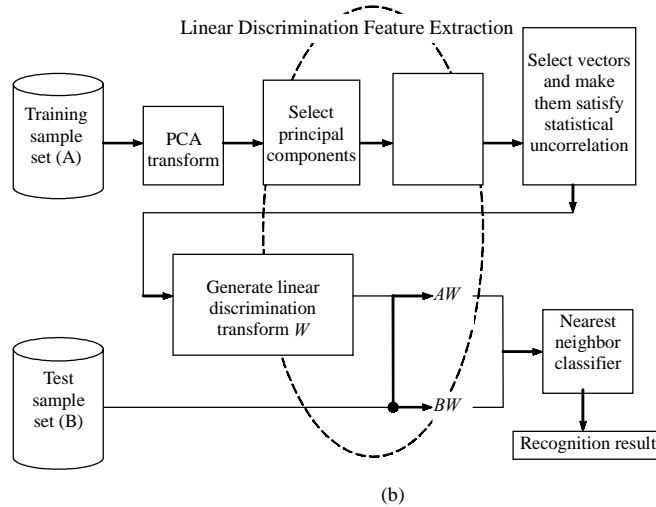 Linear Discrimination Feature Extraction
Training
sample
set (A)
PCA
transform
Select
principal
components
Select vectors
and make
them satisfy
statistical
uncorrelation
Generate linear
discrimination
transform W
AW
Nearest
neighbor
classifier
Test
sample
set (B)
BW
Recognition result
(b)